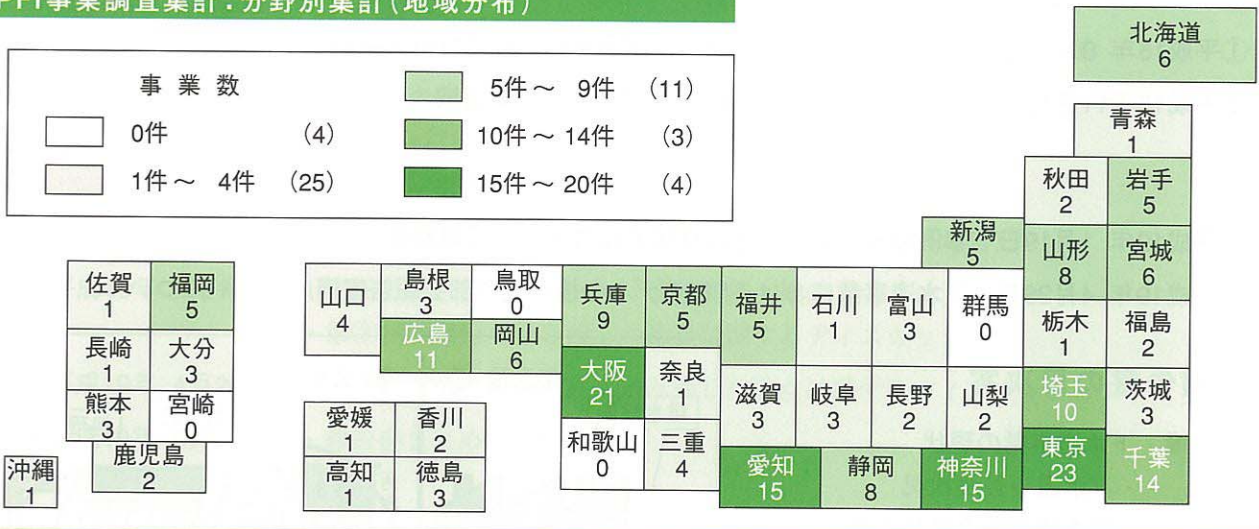 PFI事業調査集計：分野別集計（地域分布）
事業数
0件 (4)
1件～ 4件 (25)
5件～ 9件 (11)
10件～14件 (3)
15件～20件 (4)
北海道
6
青森
1
秋田
2
岩手
5
新潟
5
山形
8
宮城
6
佐賀
1
福岡
5
山口
4
島根
3
鳥取
0
兵庫
9
京都
5
福井
5
石川
1
富山
3
群馬
0
栃木
1
福島
2
長崎
1
大分
3
広島
11
岡山
6
大阪
21
奈良
1
滋賀
3
岐阜
3
長野
2
山梨
2
埼玉
10
茨城
3
熊本
3
宮崎
0
愛媛
1
香川
2
和歌山
0
三重
4
愛知
15
静岡
8
神奈川
15
東京
23
千葉
14
沖縄
1
鹿児島
2
高知
1
徳島
3